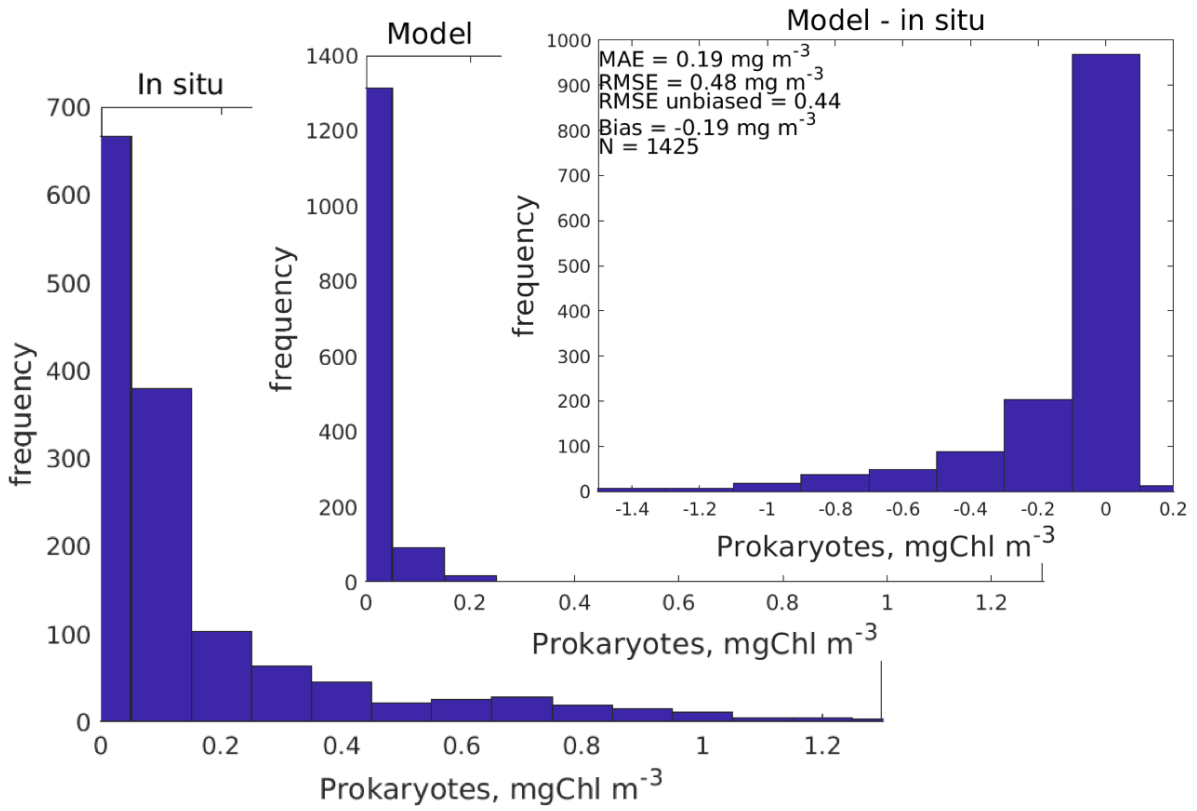 In situ
700
600
500
400
300
200
100
0
frequency
0 0.2 0.4 0.6 0.8 1 1.2
Prokaryotes, mgChl m-3
Model
1400
1200
1000
800
600
400
200
0
frequency
0 0.2 0.4 0.6 0.8 1 1.2
Prokaryotes, mgChl m-3
Model - in situ
MAE = 0.19 mg m-3
RMSE = 0.48 mg m-3
RMSE unbiased = 0.44
Bias = -0.19 mg m-3
N = 1425
1000
900
800
700
600
500
400
300
200
100
0
frequency
-1.4 -1.2 -1 -0.8 -0.6 -0.4 -0.2 0 0.2
Prokaryotes, mgChl m-3